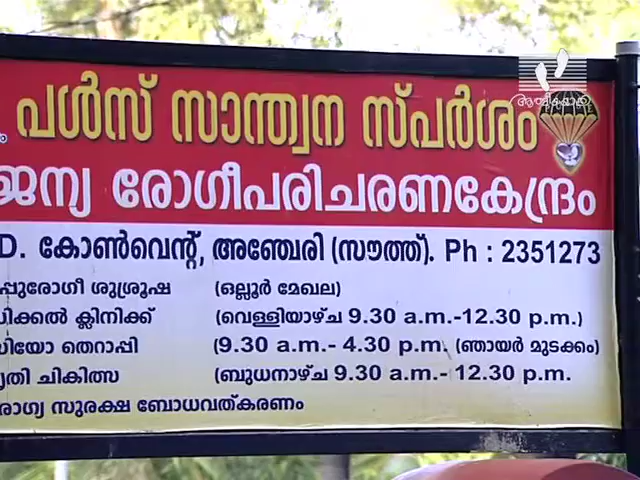 പൾസ് സാന്ത്വന സ്പർശം
ജന്യ രോഗീപരിചരണകേന്ദ്രം
D. കോൺവെന്റ്, അഞ്ചേരി (സൗത്ത്). Ph : 2351273
പ്പുരോഗീ ശുശ്രൂഷ (ഒല്ലൂർ മേഖല)
ഡിക്കൽ ക്ലിനിക്ക് (വെള്ളിയാഴ്ച 9.30 a.m.-12.30 p.m.)
സിയോ തെറാപ്പി (9.30 a.m.- 4.30 p.m. (ഞായർ മുടക്കം)
ൃതി ചികിത്സ (ബുധനാഴ്ച 9.30 a.m.- 12.30 p.m.
രോഗ്യ സുരക്ഷ ബോധവത്കരണം